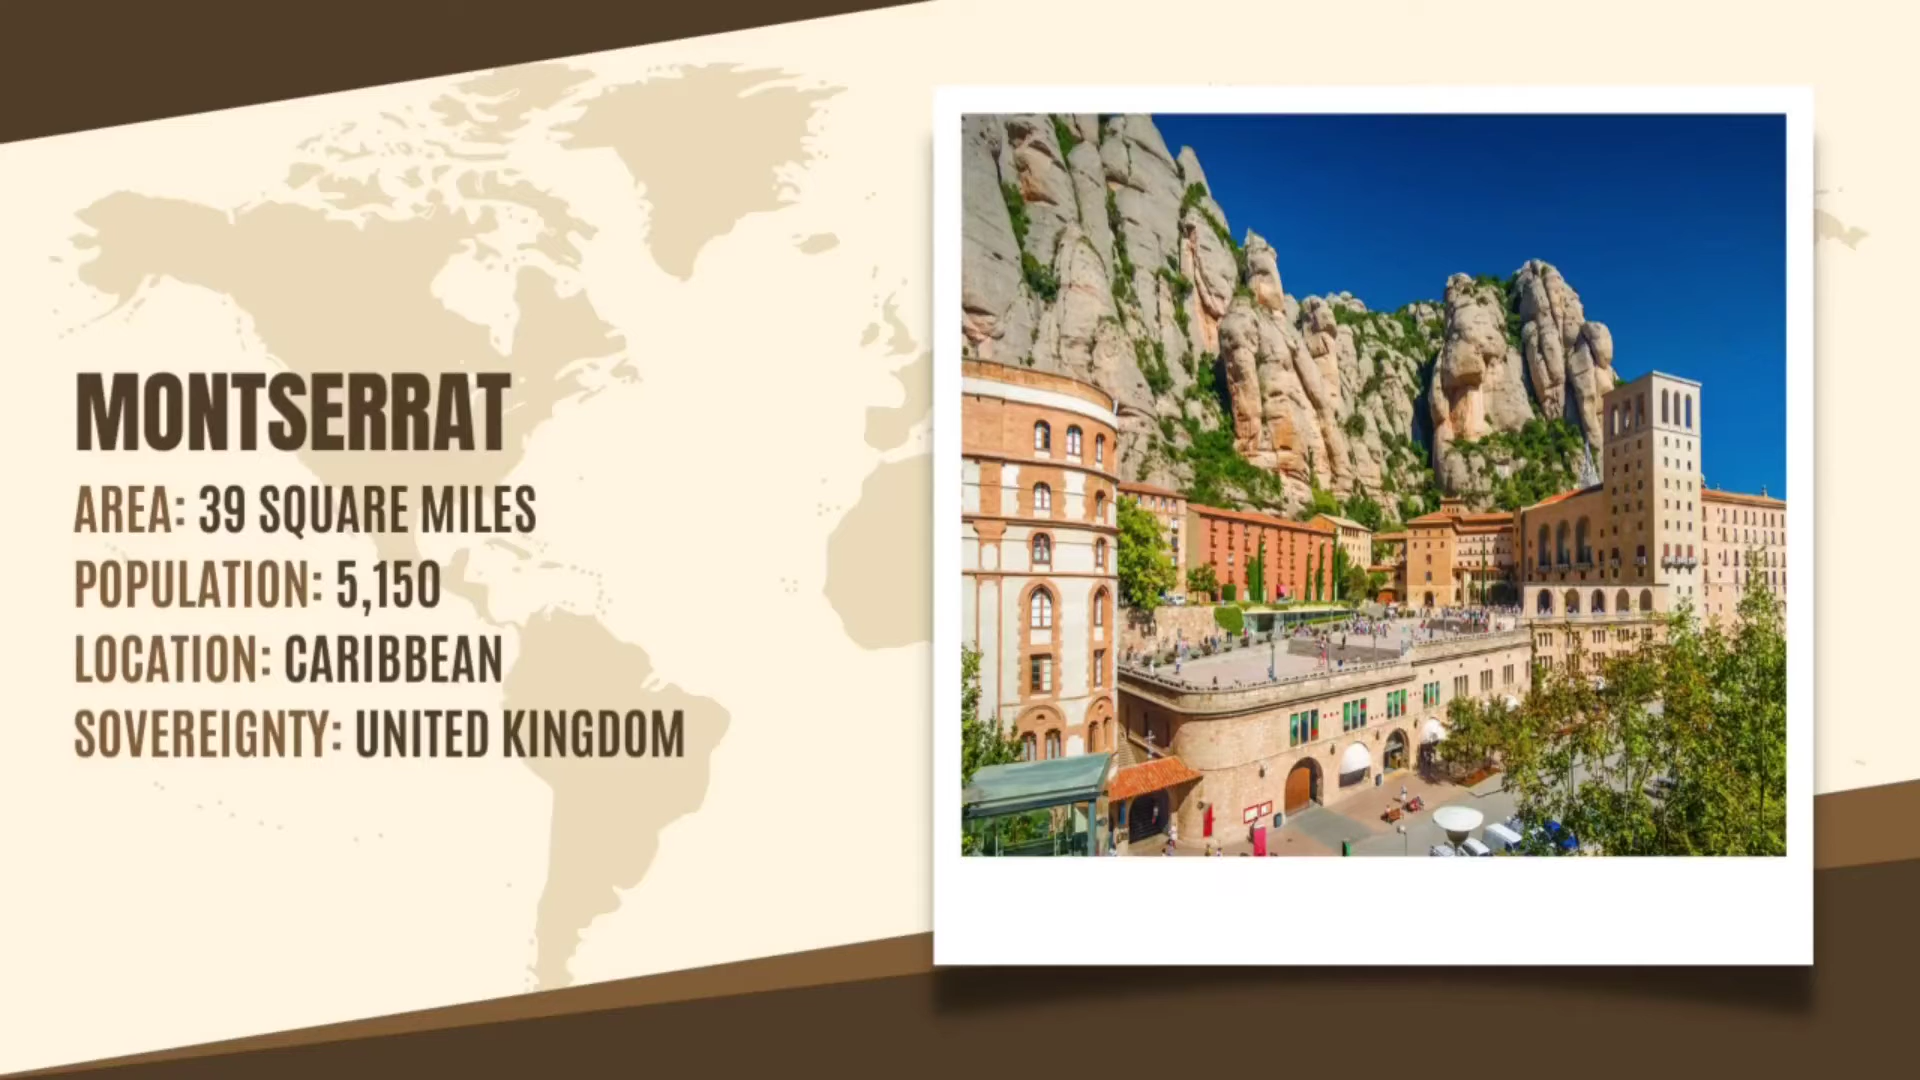 MONTSERRAT
AREA: 39 SQUARE MILES
POPULATION: 5,150
LOCATION: CARIBBEAN
SOVEREIGNTY: UNITED KINGDOM